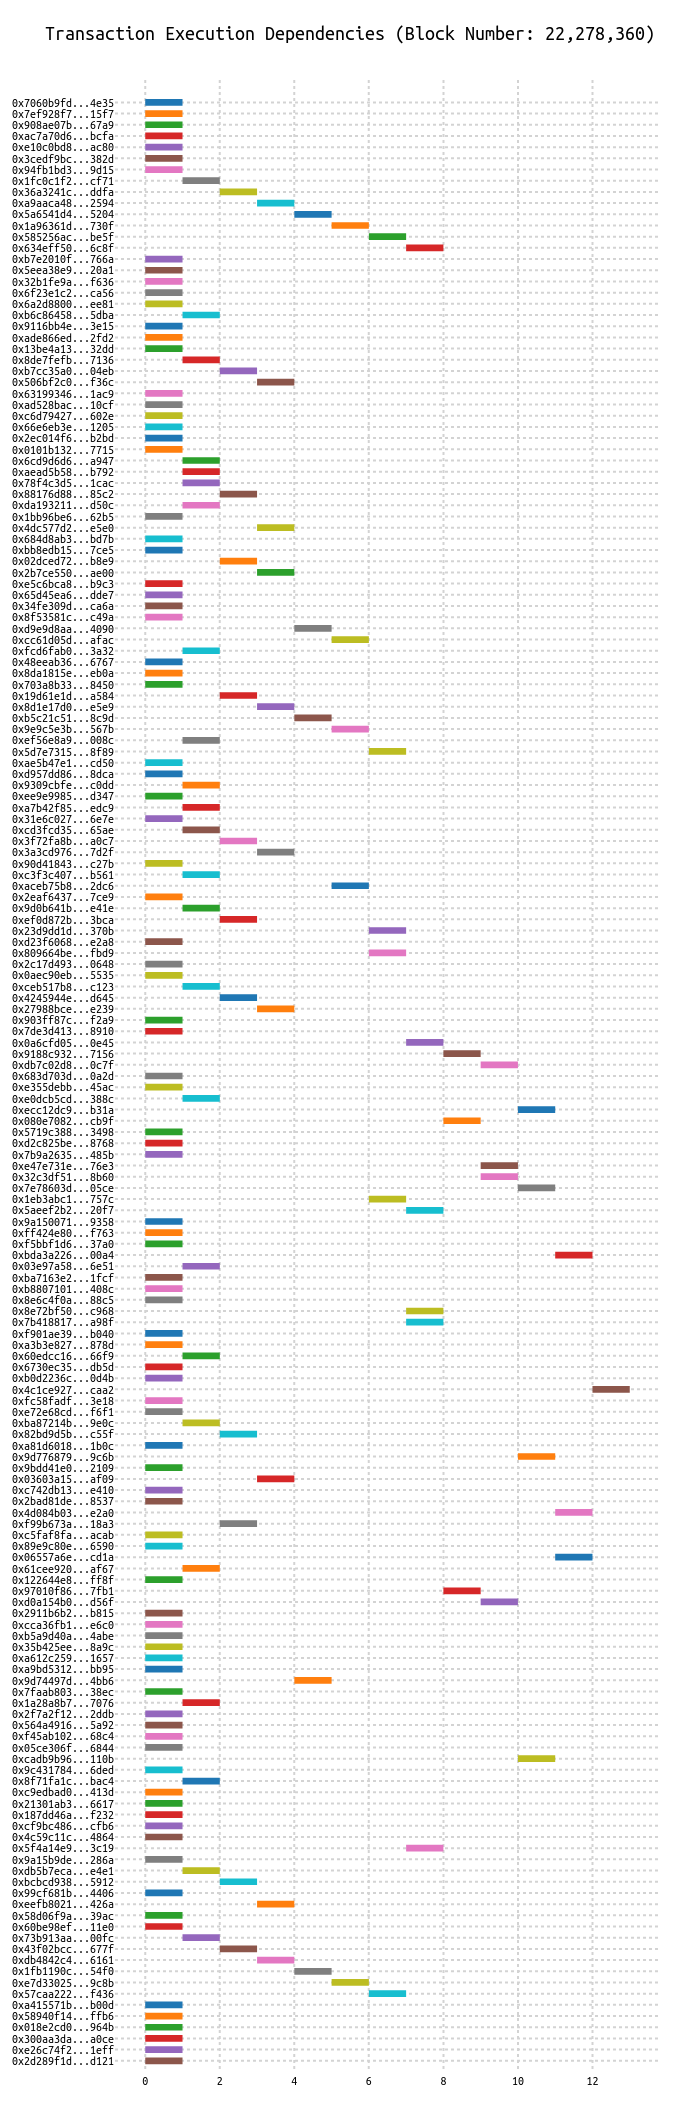 Transaction Execution Dependencies (Block Number: 22,278,360)
0x7060b9fd...4e35
0x7ef928f7...15f7
0x908ae07b...67a9
0xac7a70d6...bcfa
0xe10c0bd8...ac80
0x3cedf9bc...382d
0x94fb1bd3...9d15
0x1fc0c1f2...cf71
0x36a3241c...ddfa
0xa9aaca48...2594
0x5a6541d4...5204
0x1a96361d...730f
0x585256ac...be5f
0x634eff50...6c8f
0xb7e2010f...766a
0x5eea38e9...20a1
0x32b1fe9a...f636
0x6f23e1c2...ca56
0x6a2d8800...ee81
0xb6c86458...5dba
0x9116bb4e...3e15
0xade866ed...2fd2
0x13be4a13...32dd
0x8de7fefb...7136
0xb7cc35a0...04eb
0x506bf2c0...f36c
0x63199346...1ac9
0xad528bac...10cf
0xc6d79427...602e
0x66e6eb3e...1205
0x2ec014f6...b2bd
0x0101b132...7715
0x6cd9d6d6...a947
0xaead5b58...b792
0x78f4c3d5...1cac
0x88176d88...85c2
0xda193211...d50c
0x1bb96be6...62b5
0x4dc577d2...e5e0
0x684d8ab3...bd7b
0xbb8edb15...7ce5
0x02dced72...b8e9
0x2b7ce550...ae00
0xe5c6bca8...b9c3
0x65d45ea6...dde7
0x34fe309d...ca6a
0x8f53581c...c49a
0xd9e9d8aa...4090
0xcc61d05d...afac
0xfcd6fab0...3a32
0x48eeab36...6767
0x8da1815e...eb0a
0x703a8b33...8450
0x19d61e1d...a584
0x8d1e17d0...e5e9
0xb5c21c51...8c9d
0x9e9c5e3b...567b
0xef56e8a9...008c
0x5d7e7315...8f89
0xae5b47e1...cd50
0xd957dd86...8dca
0x9309cbfe...c0dd
0xee9e9985...d347
0xa7b42f85...edc9
0x31e6c027...6e7e
0xcd3fcd35...65ae
0x3f72fa8b...a0c7
0x3a3cd976...7d2f
0x90d41843...c27b
0xc3f3c407...b561
0xaceb75b8...2dc6
0x2eaf6437...7ce9
0x9d0b641b...e41e
0xef0d872b...3bca
0x23d9dd1d...370b
0xd23f6068...e2a8
0x809664be...fbd9
0x2c17d493...0648
0x0aec90eb...5535
0xceb517b8...c123
0x4245944e...d645
0x27988bce...e239
0x903ff87c...f2a9
0x7de3d413...8910
0x0a6cfd05...0e45
0x9188c932...7156
0xdb7c02d8...0c7f
0x683d703d...0a2d
0xe355debb...45ac
0xe0dcb5cd...388c
0xecc12dc9...b31a
0x080e7082...cb9f
0x5719c388...3498
0xd2c825be...8768
0x7b9a2635...485b
0xe47e731e...76e3
0x32c3df51...8b60
0x7e78603d...05ce
0x1eb3abc1...757c
0x5aeef2b2...20f7
0x9a150071...9358
0xff424e80...f763
0xf5bbf1d6...37a0
0xbda3a226...00a4
0x03e97a58...6e51
0xba7163e2...1fcf
0xb8807101...408c
0x8e6c4f0a...88c5
0x8e72bf50...c968
0x7b418817...a98f
0xf901ae39...b040
0xa3b3e827...878d
0x60edcc16...66f9
0x6730ec35...db5d
0xb0d2236c...0d4b
0x4c1ce927...caa2
0xfc58fadf...3e18
0xe72e68cd...f6f1
0xba87214b...9e0c
0x82bd9d5b...c55f
0xa81d6018...1b0c
0x9d776879...9c6b
0x9bdd41e0...2109
0x03603a15...af09
0xc742db13...e410
0x2bad81de...8537
0x4d084b03...e2a0
0xf99b673a...18a3
0xc5faf8fa...acab
0x89e9c80e...6590
0x06557a6e...cd1a
0x61cee920...af67
0x122644e8...ff8f
0x97010f86...7fb1
0xd0a154b0...d56f
0x2911b6b2...b815
0xcca36fb1...e6c0
0xb5a9d40a...4abe
0x35b425ee...8a9c
0xa612c259...1657
0xa9bd5312...bb95
0x9d74497d...4bb6
0x7faab803...38ec
0x1a28a8b7...7076
0x2f7a2f12...2ddb
0x564a4916...5a92
0xf45ab102...68c4
0x05ce306f...6844
0xcadb9b96...110b
0x9c431784...6ded
0x8f71fa1c...bac4
0xc9edbad0...413d
0x21301ab3...6617
0x187dd46a...f232
0xcf9bc486...cfb6
0x4c59c11c...4864
0x5f4a14e9...3c19
0x9a15b9de...286a
0xdb5b7eca...e4e1
0xbcbcd938...5912
0x99cf681b...4406
0xeefb8021...426a
0x58d06f9a...39ac
0x60be98ef...11e0
0x73b913aa...00fc
0x43f02bcc...677f
0xdb4842c4...6161
0x1fb1190c...54f0
0xe7d33025...9c8b
0x57caa222...f436
0xa415571b...b00d
0x58940f14...ffb6
0x018e2cd0...964b
0x300aa3da...a0ce
0xe26c74f2...1eff
0x2d289f1d...d121
0 2 4 6 8 10 12